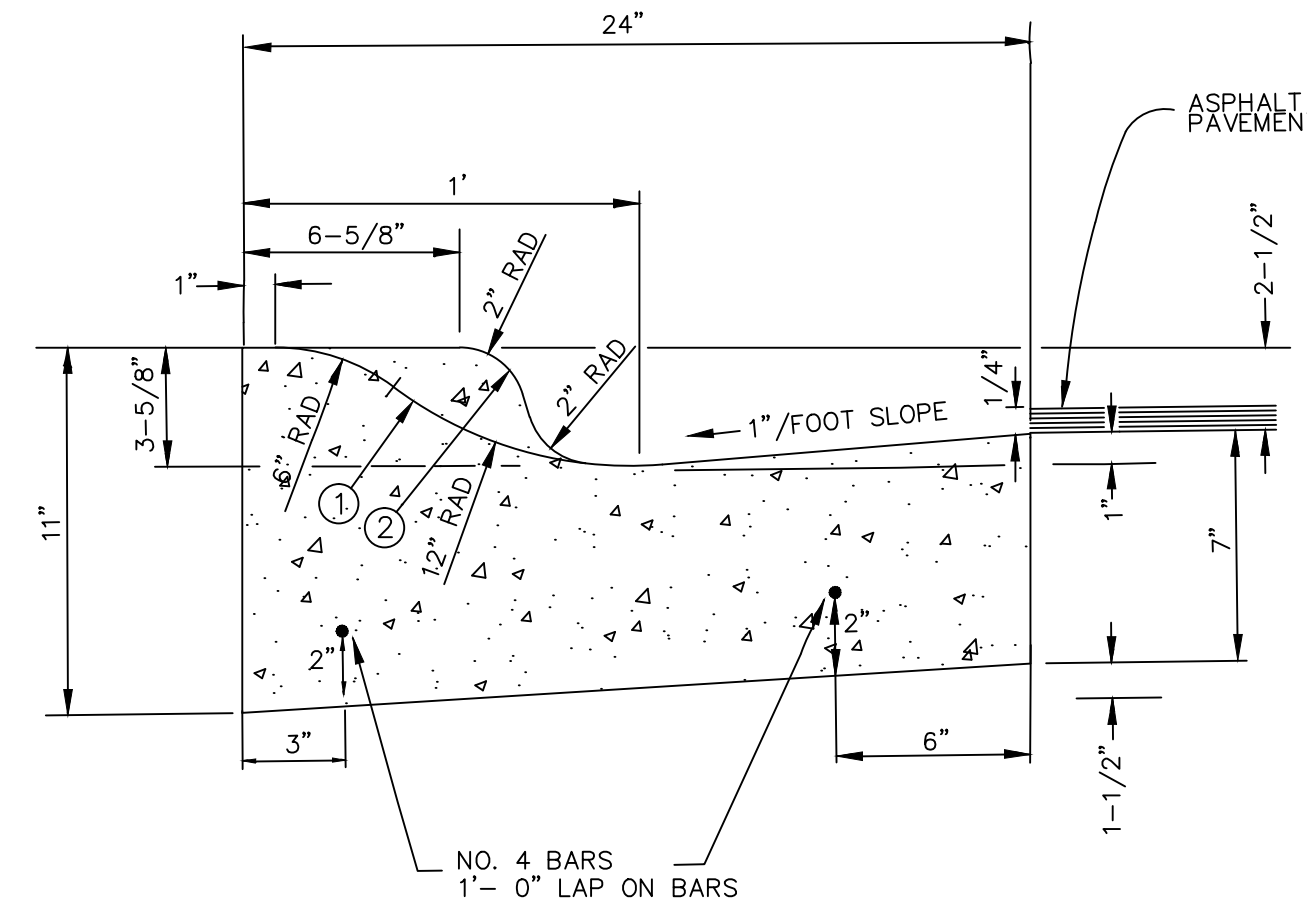 24”
ASPHALT
PAVEMEN
1’
6–5/8”
1”
2” RAD
2” RAD
2–1/2”
1/4”
3–5/8”
1”/FOOT SLOPE
6” RAD
1
2
12” RAD
11”
1”
7”
2”
2”
3”
6”
1–1/2”
NO. 4 BARS
1’– 0” LAP ON BARS